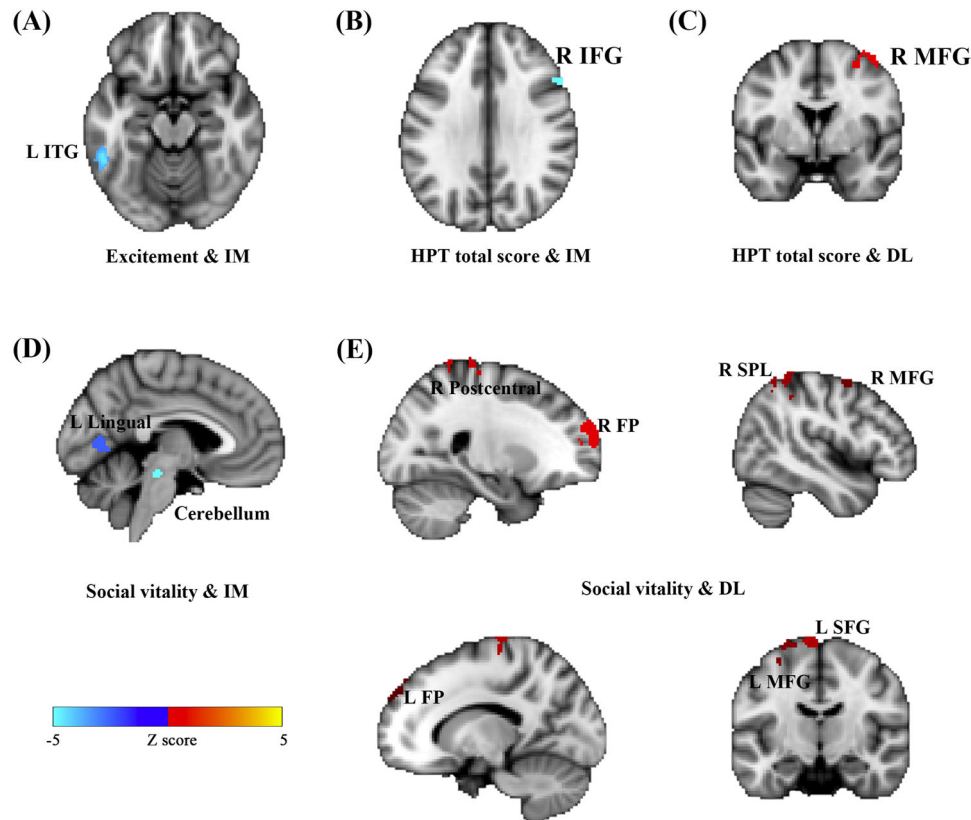 (A)
(B)
(C)
R IFG
R MFG
L ITG
Excitement & IM
HPT total score & IM
HPT total score & DL
(D)
(E)
L Lingual
Cerebellum
R Postcentral
R FP
R SPL
R MFG
Social vitality & IM
Social vitality & DL
L FP
L SFG
L MFG
-5
Z score
5